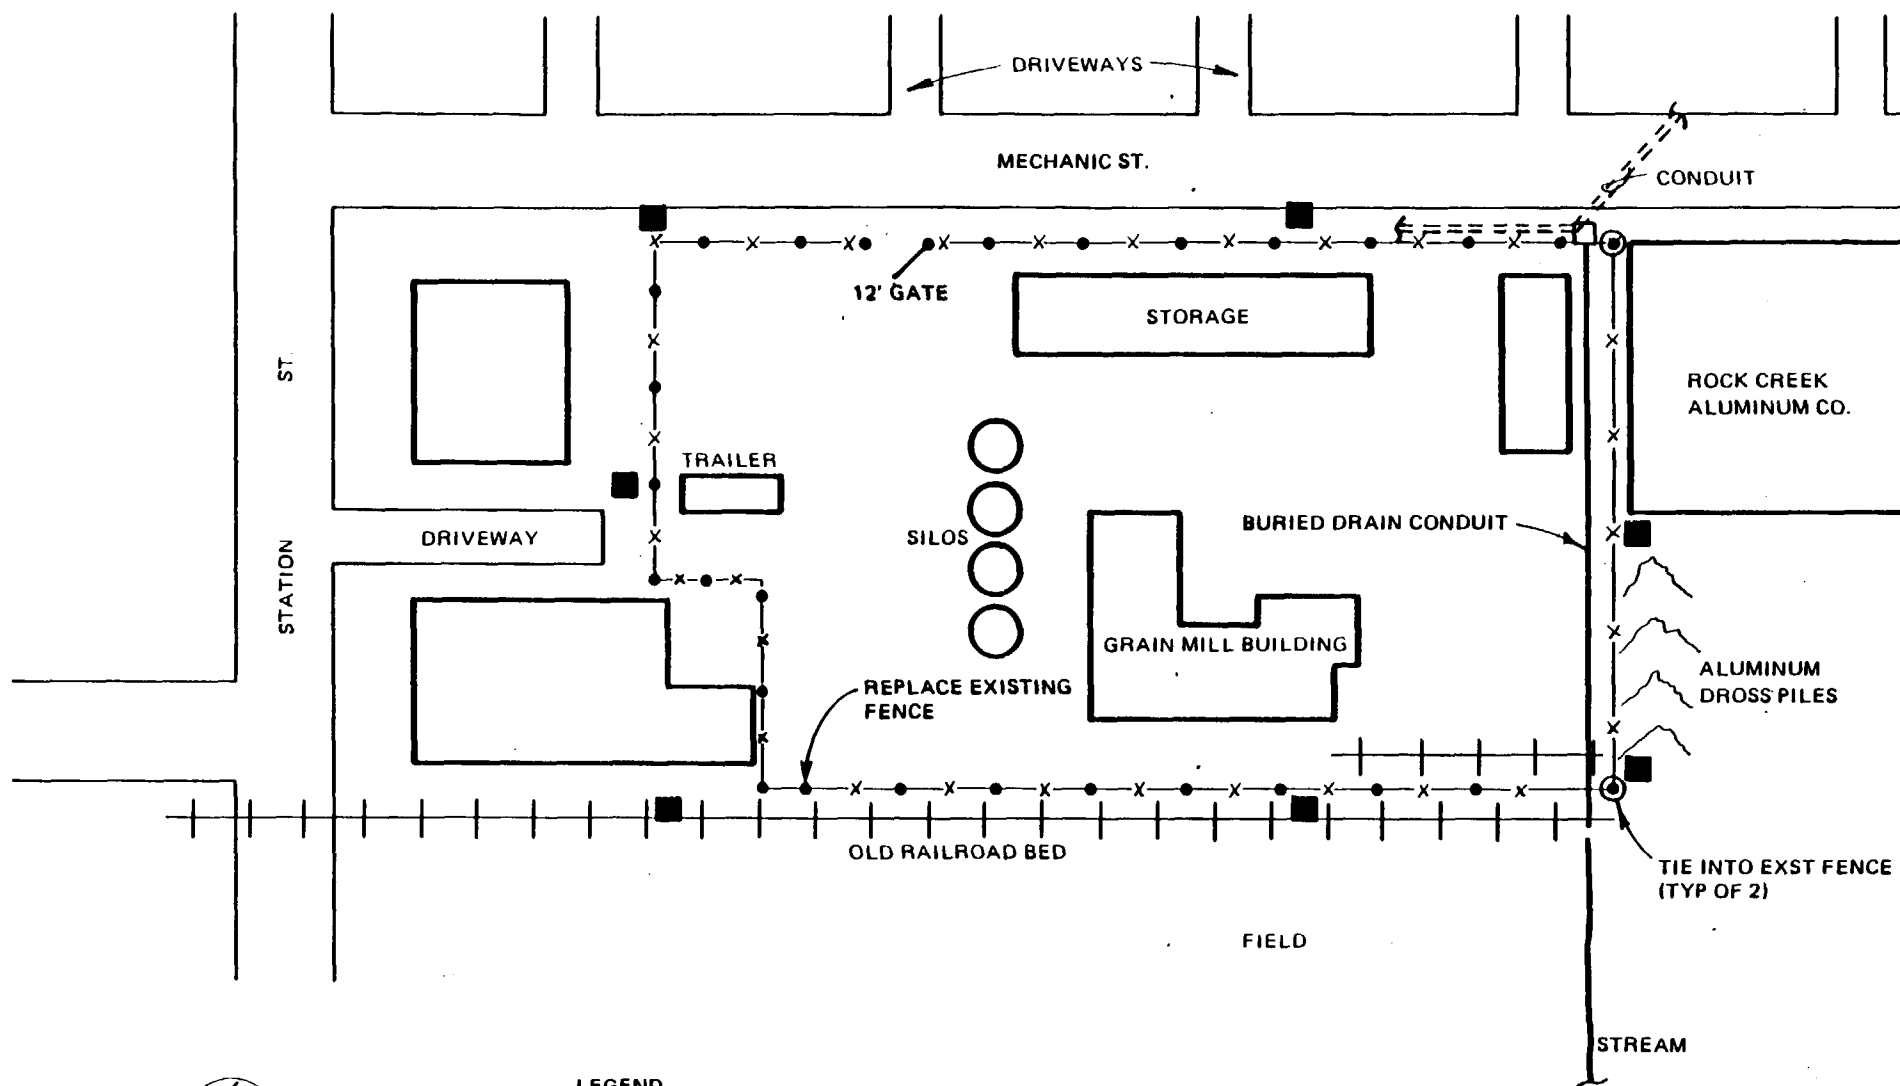 DRIVEWAYS
MECHANIC ST.
CONDUIT
12' GATE
STORAGE
ST.
ROCK CREEK
ALUMINUM CO.
TRAILER
SILOS
BURIED DRAIN CONDUIT
DRIVEWAY
STATION
GRAIN MILL BUILDING
REPLACE EXISTING
FENCE
ALUMINUM
DROSS PILES
OLD RAILROAD BED
TIE INTO EXST FENCE
(TYP OF 2)
FIELD
STREAM
LEGEND